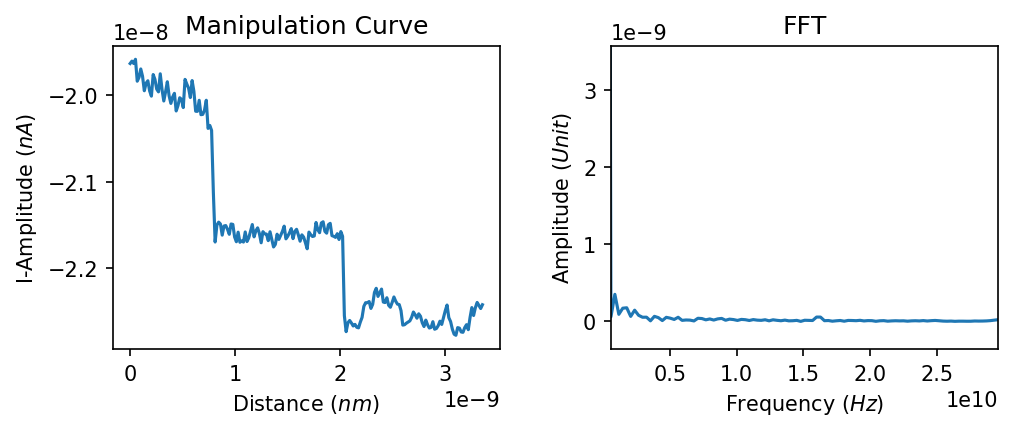 Manipulation Curve
1e−8
I-Amplitude (nA)
−2.0
−2.1
−2.2
0
1
2
3
1e−9
Distance (nm)
FFT
1e−9
Amplitude (Unit)
3
2
1
0
0.5
1.0
1.5
2.0
2.5
1e10
Frequency (Hz)